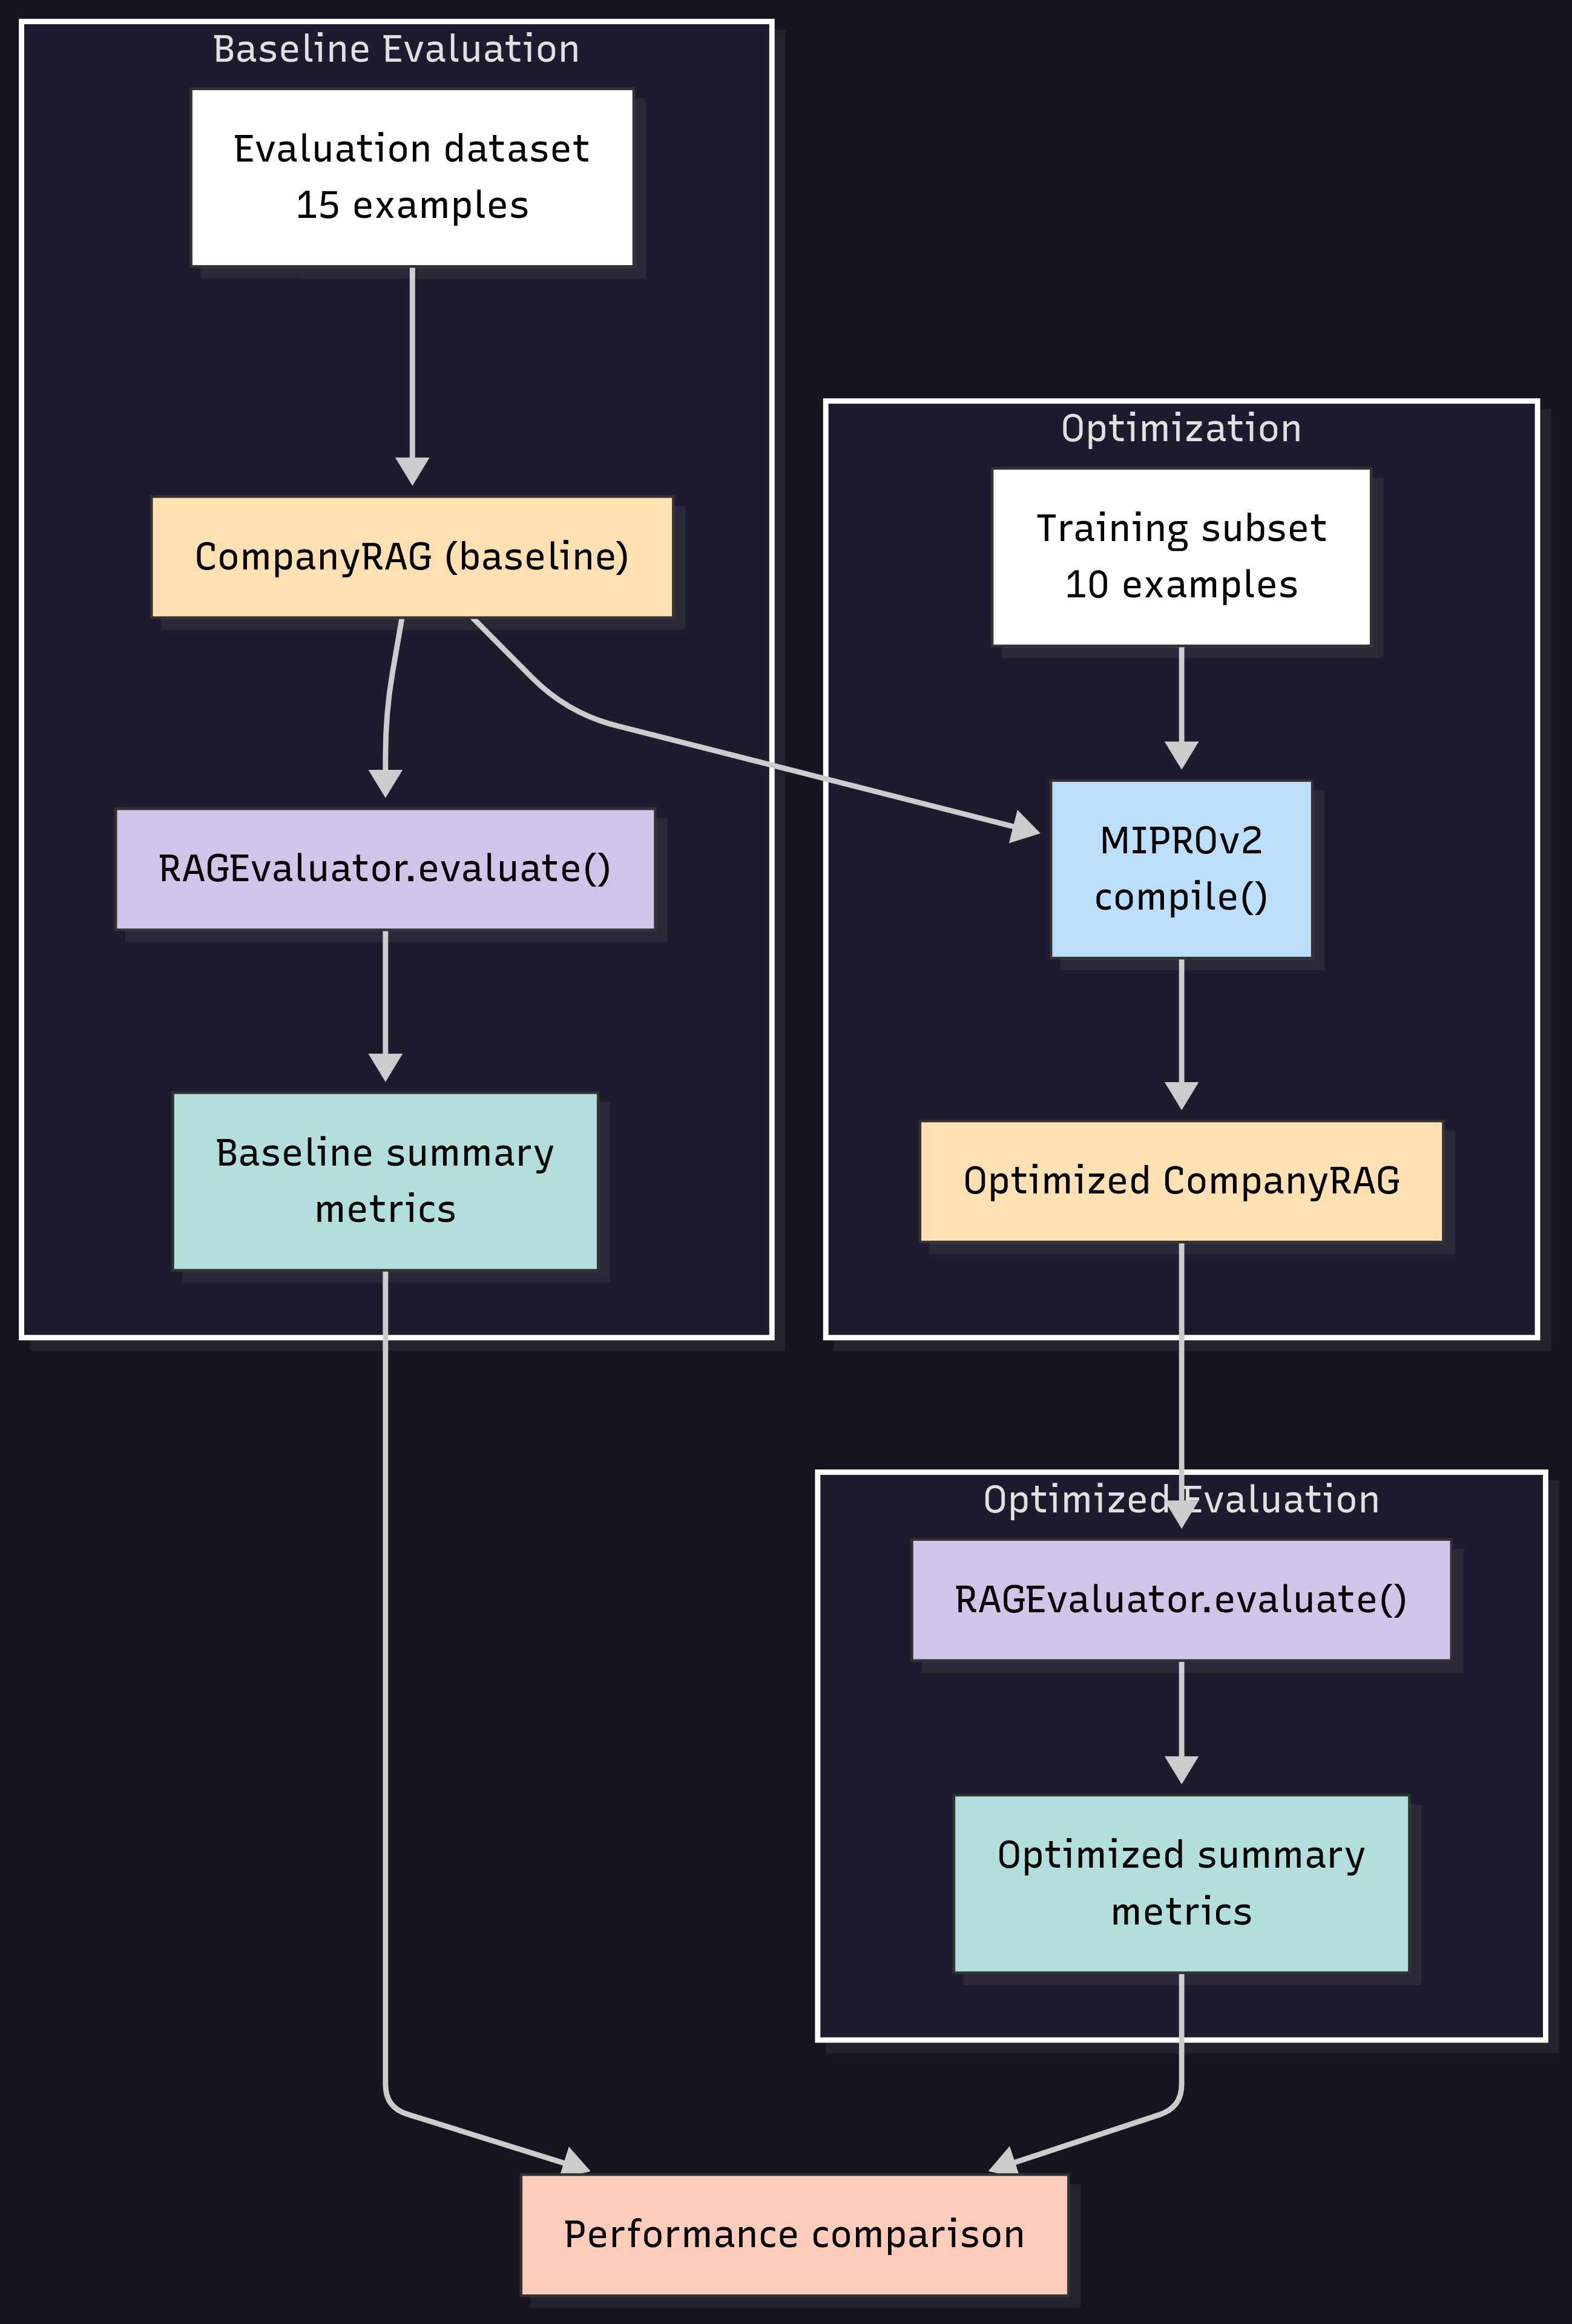 Baseline Evaluation
Evaluation dataset
15 examples
CompanyRAG (baseline)
RAGEvaluator.evaluate()
Baseline summary
metrics
Optimization
Training subset
10 examples
MIPROv2
compile()
Optimized CompanyRAG
Optimized Evaluation
RAGEvaluator.evaluate()
Optimized summary
metrics
Performance comparison